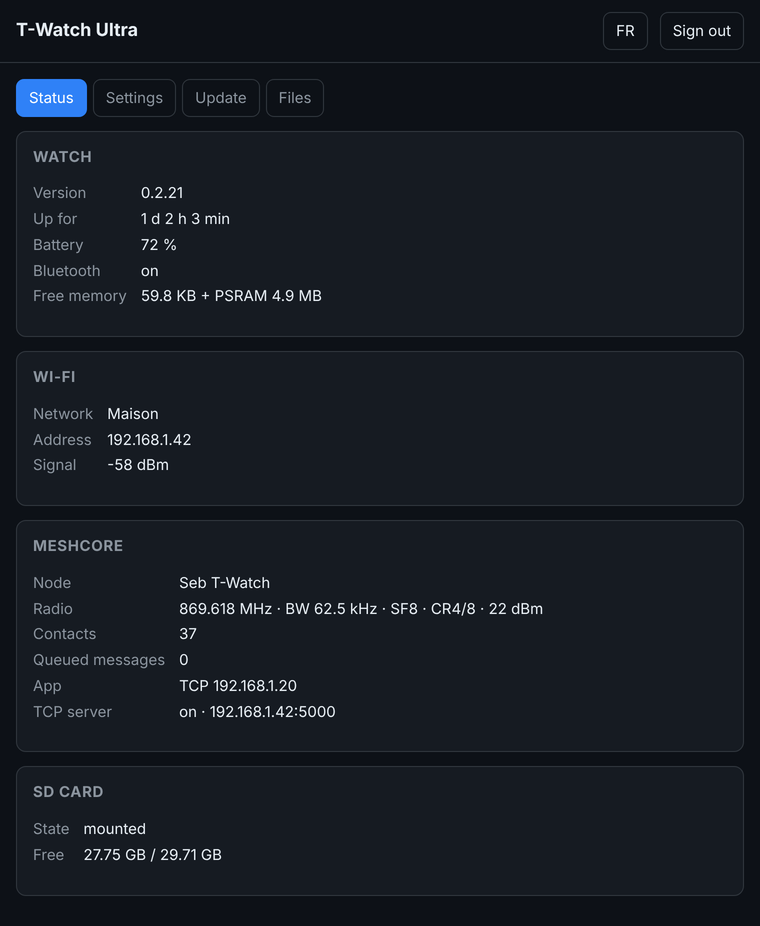 T-Watch Ultra
FR
Sign out
Status
Settings
Update
Files
WATCH
Version 0.2.21
Up for 1 d 2 h 3 min
Battery 72 %
Bluetooth on
Free memory 59.8 KB + PSRAM 4.9 MB
WI-FI
Network Maison
Address 192.168.1.42
Signal -58 dBm
MESHCORE
Node Seb T-Watch
Radio 869.618 MHz · BW 62.5 kHz · SF8 · CR4/8 · 22 dBm
Contacts 37
Queued messages 0
App TCP 192.168.1.20
TCP server on · 192.168.1.42:5000
SD CARD
State mounted
Free 27.75 GB / 29.71 GB